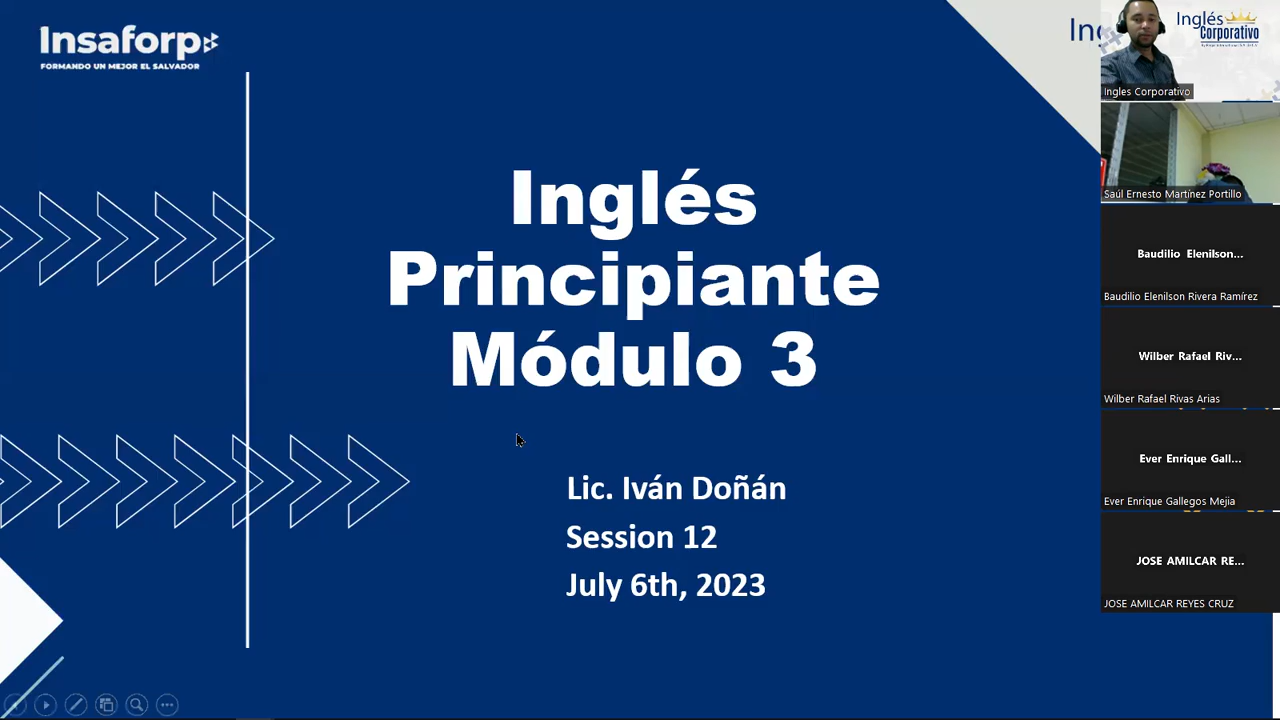 Insaforp
FORMANDO UN MEJOR EL SALVADOR
Inglés
Principiante
Módulo 3
Lic. Iván Doñán
Session 12
July 6th, 2023
Inglés
Corporativo
Ingles Corporativo
Saúl Ernesto Martínez Portillo
Baudilio Elenilson...
Baudilio Elenilson Rivera Ramírez
Wilber Rafael Riv...
Wilber Rafael Rivas Arias
Ever Enrique Gall...
Ever Enrique Gallegos Mejia
JOSE AMILCAR RE...
JOSE AMILCAR REYES CRUZ